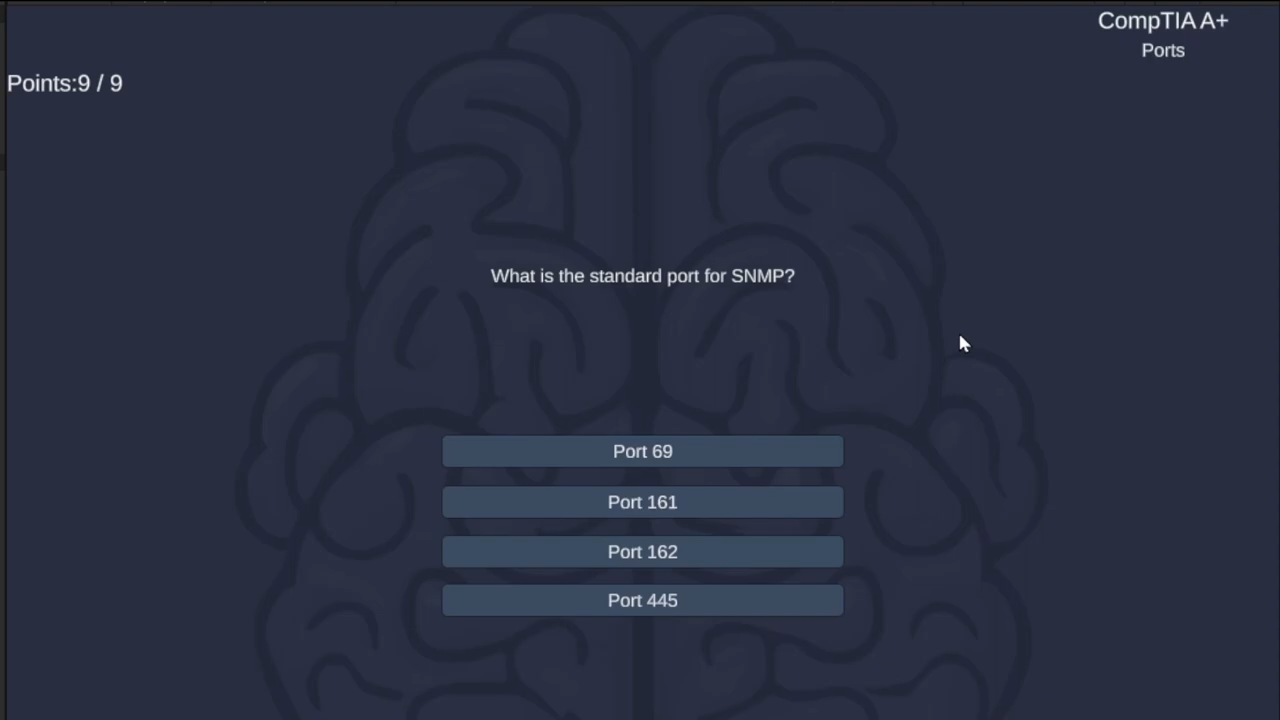 CompTIA A+
Ports
Points:9 / 9
What is the standard port for SNMP?
Port 69
Port 161
Port 162
Port 445